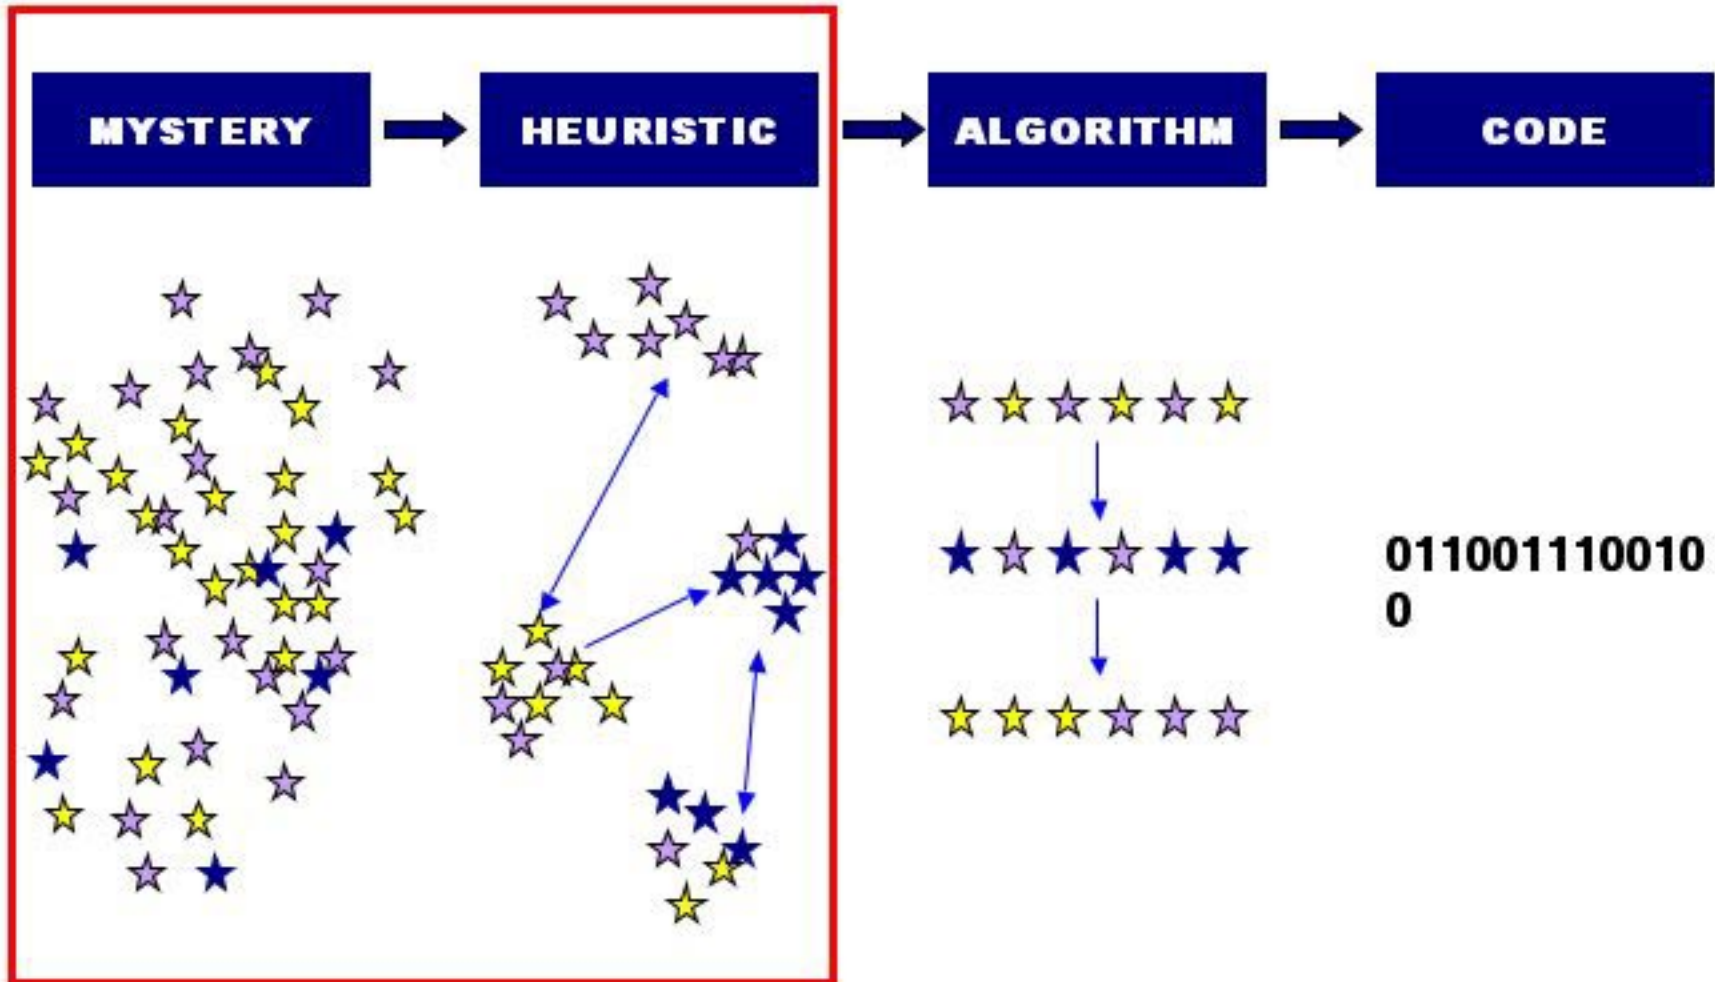 MYSTERY
HEURISTIC
ALGORITHM
CODE
011001110010
0